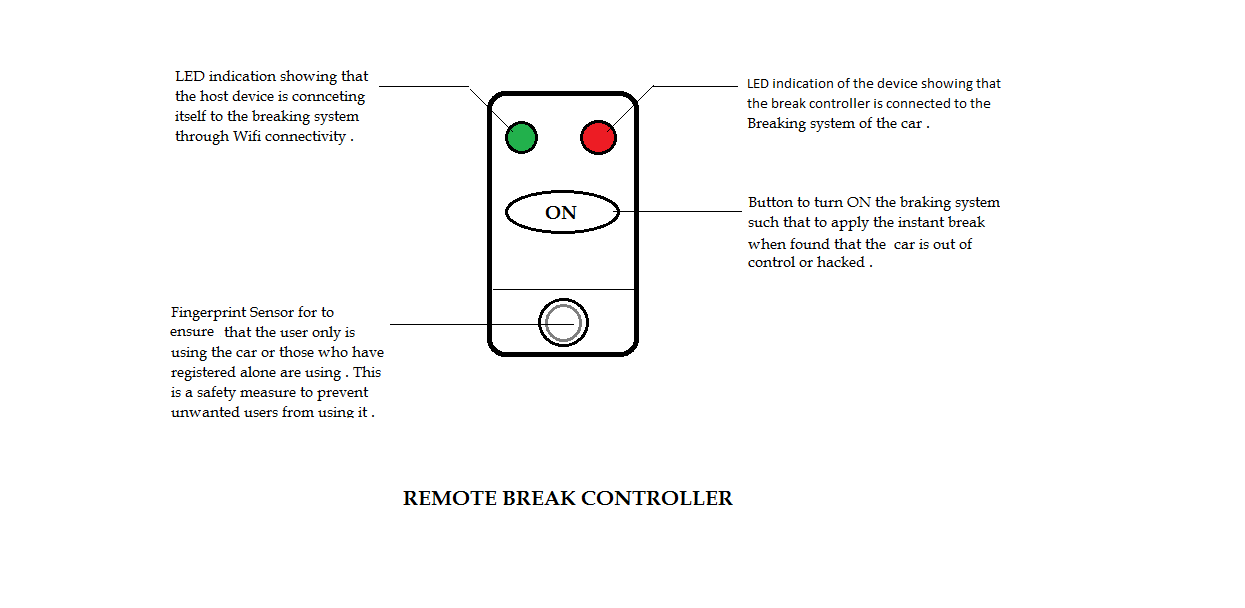 LED indication showing that
the host device is connceting
itself to the breaking system
through Wifi connectivity .
LED indication of the device showing that
the break controller is connected to the
Breaking system of the car .
ON
Button to turn ON the braking system
such that to apply the instant break
when found that the car is out of
control or hacked .
Fingerprint Sensor for to
ensure that the user only is
using the car or those who have
registered alone are using . This
is a safety measure to prevent
unwanted users from using it .
REMOTE BREAK CONTROLLER